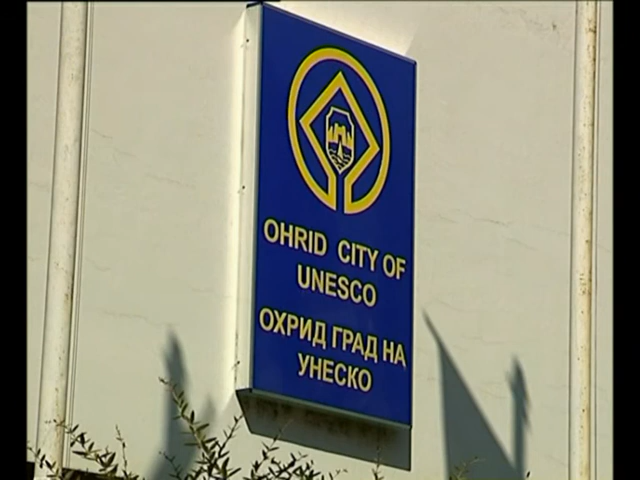 OHRID CITY OF
UNESCO
ОХРИД ГРАД НА
УНЕСКО